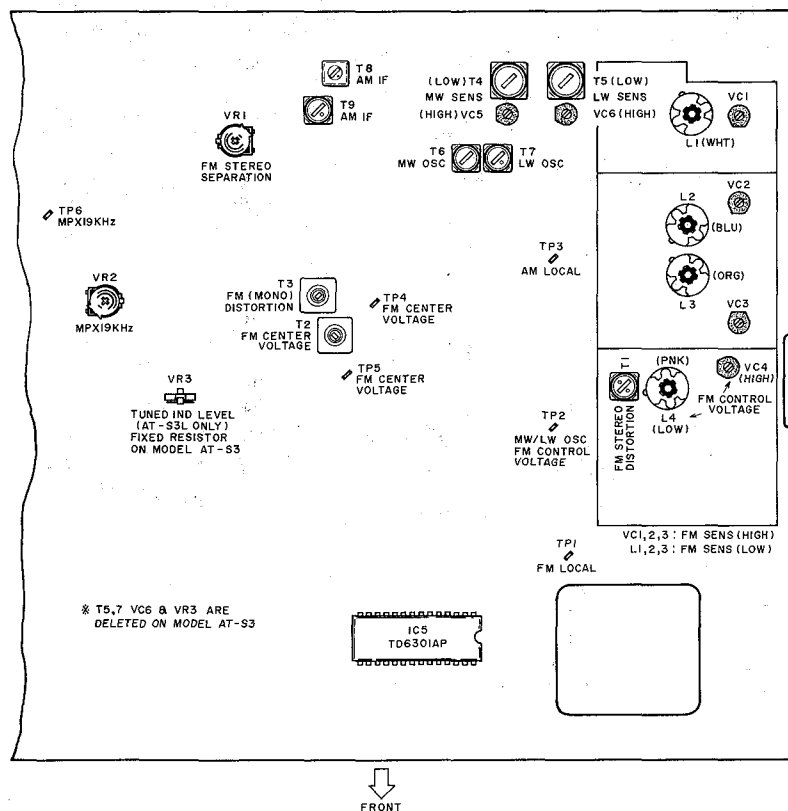 T8
AM IF
T9
AM IF
(LOW) T4
MW SENS
(HIGH) VC5
T5 (LOW)
LW SENS
VC6 (HIGH)
VC1
L1 (WHT)
VR1
FM STEREO
SEPARATION
T6
MW OSC
T7
LW OSC
TP6
MPX19KHz
VC2
L2
(BLU)
TP3
AM LOCAL
(ORG)
L3
VC3
VR2
MPX19KHz
T3
FM (MONO)
DISTORTION
T2
FM CENTER
VOLTAGE
TP4
FM CENTER
VOLTAGE
TP5
FM CENTER
VOLTAGE
VR3
TUNED IND LEVEL
(AT-S3L ONLY)
FIXED RESISTOR
ON MODEL AT-S3
T1
FM STEREO
DISTORTION
(PNK)
L4
(LOW)
VC4
(HIGH)
FM CONTROL
VOLTAGE
TP2
MW/LW OSC
FM CONTROL
VOLTAGE
VC1,2,3 : FM SENS (HIGH)
L1,2,3 : FM SENS (LOW)
TP1
FM LOCAL
※ T5,7 VC6 & VR3 ARE
DELETED ON MODEL AT-S3
IC5
TD6301AP
FRONT